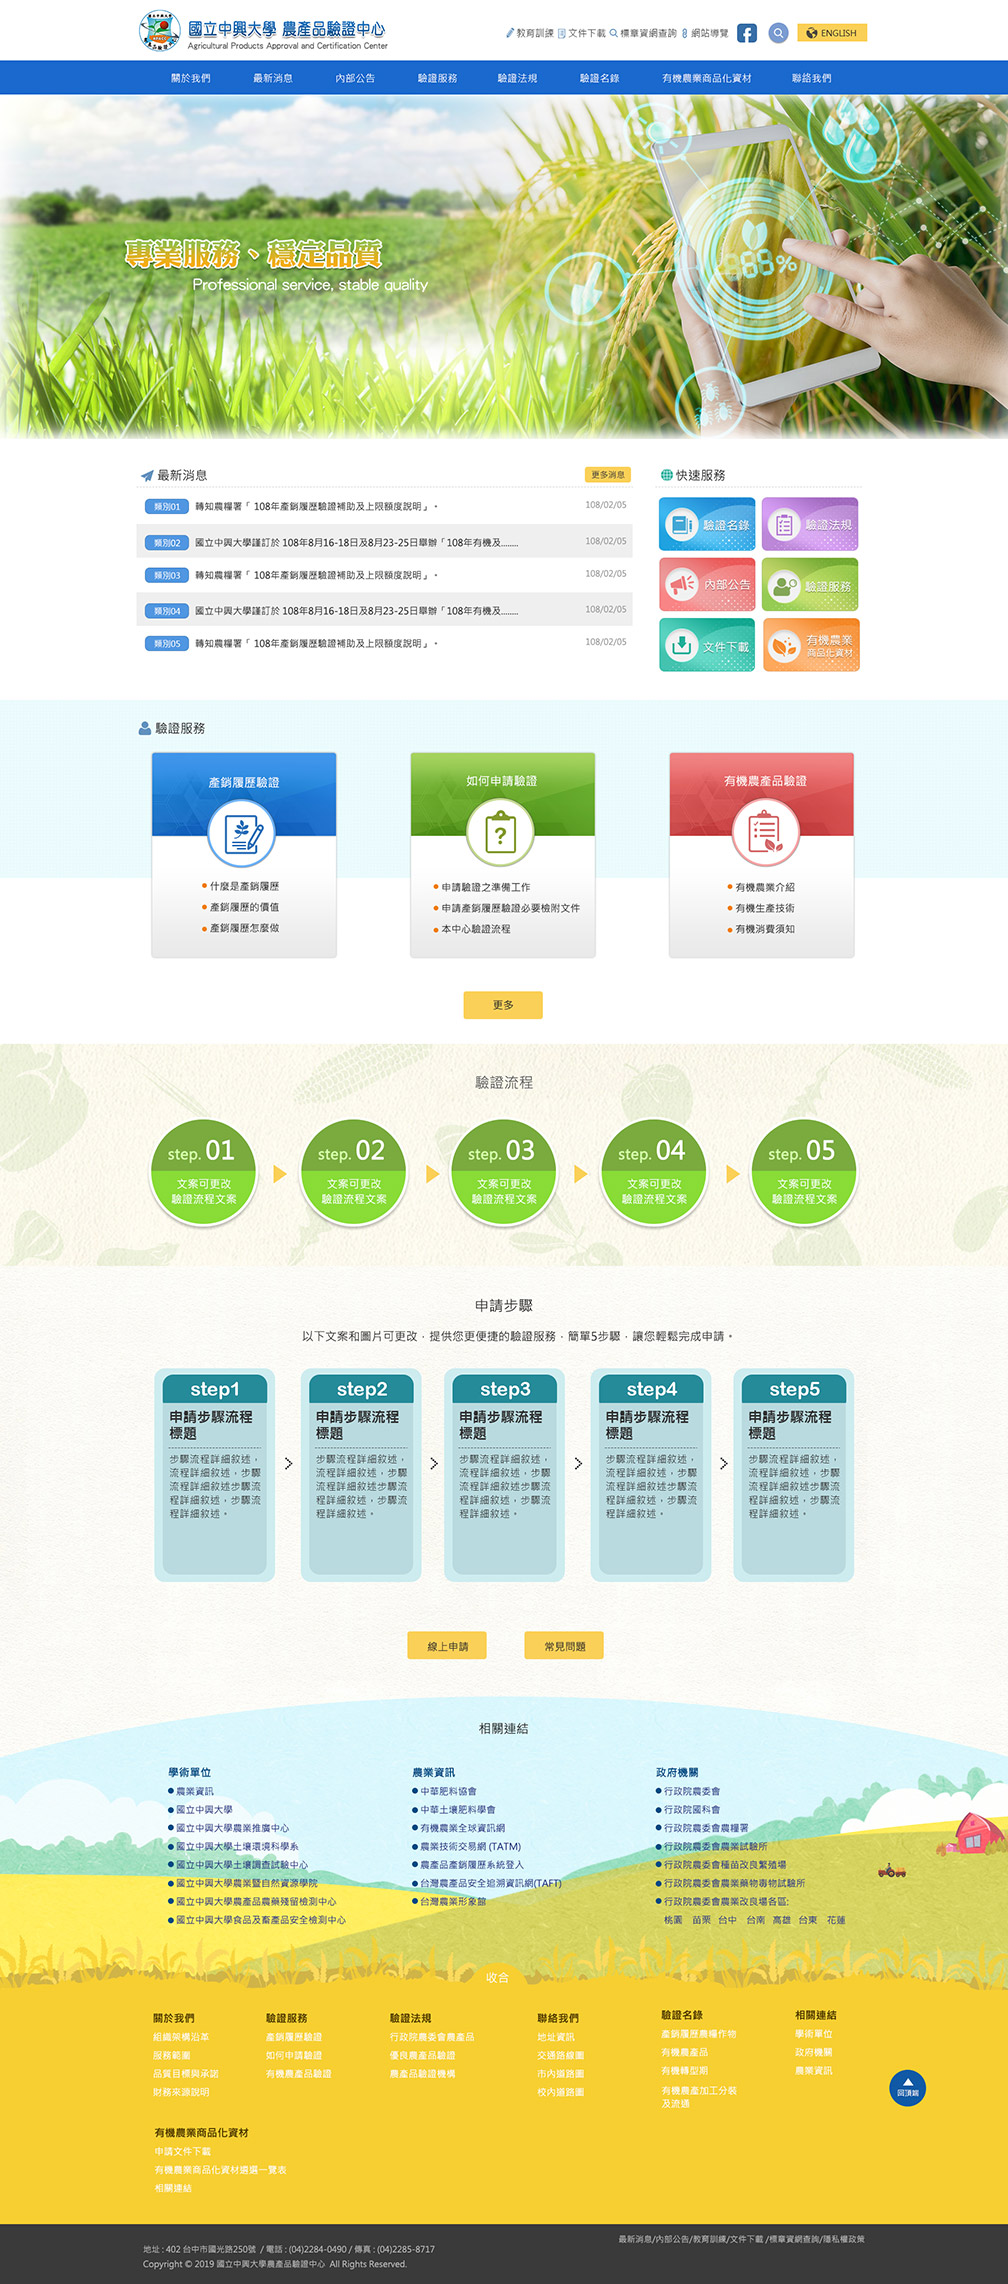 國立中興大學 農產品驗證中心
Agricultural Products Approval and Certification Center
教育訓練 文件下載 標章資網查詢 網站導覽
ENGLISH
關於我們 最新消息 內部公告 驗證服務 驗證法規 驗證名錄 有機農業商品化資材 聯絡我們
專業服務、穩定品質
Professional service, stable quality
68%
最新消息
更多消息
類別01 轉知農糧署「 108年產銷履歷驗證補助及上限額度說明 」。 108/02/05
類別02 國立中興大學謹訂於 108年8月16-18日及8月23-25日舉辦「108年有機及........ 108/02/05
類別03 轉知農糧署「 108年產銷履歷驗證補助及上限額度說明 」。 108/02/05
類別04 國立中興大學謹訂於 108年8月16-18日及8月23-25日舉辦「108年有機及........ 108/02/05
類別05 轉知農糧署「 108年產銷履歷驗證補助及上限額度說明 」。 108/02/05
快速服務
驗證名錄
驗證法規
內部公告
驗證服務
文件下載
有機農業
商品化資材
驗證服務
產銷履歷驗證
什麼是產銷履歷
產銷履歷的價值
產銷履歷怎麼做
如何申請驗證
申請驗證之準備工作
申請產銷履歷驗證必要檢附文件
本中心驗證流程
有機農產品驗證
有機農業介紹
有機生產技術
有機消費須知
更多
驗證流程
step. 01
文案可更改
驗證流程文案
step. 02
文案可更改
驗證流程文案
step. 03
文案可更改
驗證流程文案
step. 04
文案可更改
驗證流程文案
step. 05
文案可更改
驗證流程文案
申請步驟
以下文案和圖片可更改，提供您更便捷的驗證服務，簡單5步驟，讓您輕鬆完成申請。
step1
申請步驟流程
標題
步驟流程詳細敘述，
流程詳細敘述，步驟
流程詳細敘述步驟流
程詳細敘述，步驟流
程詳細敘述。
step2
申請步驟流程
標題
步驟流程詳細敘述，
流程詳細敘述，步驟
流程詳細敘述步驟流
程詳細敘述，步驟流
程詳細敘述。
step3
申請步驟流程
標題
步驟流程詳細敘述，
流程詳細敘述，步驟
流程詳細敘述步驟流
程詳細敘述，步驟流
程詳細敘述。
step4
申請步驟流程
標題
步驟流程詳細敘述，
流程詳細敘述，步驟
流程詳細敘述步驟流
程詳細敘述，步驟流
程詳細敘述。
step5
申請步驟流程
標題
步驟流程詳細敘述，
流程詳細敘述，步驟
流程詳細敘述步驟流
程詳細敘述，步驟流
程詳細敘述。
線上申請
常見問題
相關連結
學術單位
農業資訊
國立中興大學
國立中興大學農業推廣中心
國立中興大學土壤環境科學系
國立中興大學土壤調查試驗中心
國立中興大學農業暨自然資源學院
國立中興大學農產品農藥殘留檢測中心
國立中興大學食品及畜產品安全檢測中心
農業資訊
中華肥料協會
中華土壤肥料學會
有機農業全球資訊網
農業技術交易網 (TATM)
農產品產銷履歷系統登入
台灣農產品安全追溯資訊網(TAFT)
台灣農業形象館
政府機關
行政院農委會
行政院國科會
行政院農委會農糧署
行政院農委會農業試驗所
行政院農委會種苗改良繁殖場
行政院農委會農業藥物毒物試驗所
行政院農委會農業改良場各區:
桃園 苗栗 台中 台南 高雄 台東 花蓮
收合
關於我們
組織架構沿革
服務範圍
品質目標與承諾
財務來源說明
驗證服務
產銷履歷驗證
如何申請驗證
有機農產品驗證
驗證法規
行政院農委會農產品
優良農產品驗證
農產品驗證機構
聯絡我們
地址資訊
交通路線圖
市內道路圖
校內道路圖
驗證名錄
產銷履歷農糧作物
有機農產品
有機轉型期
有機農產加工分裝
及流通
相關連結
學術單位
政府機關
農業資訊
回頂端
有機農業商品化資材
申請文件下載
有機農業商品化資材遴選一覽表
相關連結
最新消息/內部公告/教育訓練/文件下載 /標章資網查詢/隱私權政策
地址 : 402 台中市國光路250號 / 電話 : (04)2284-0490 / 傳真 : (04)2285-8717
Copyright © 2019 國立中興大學農產品驗證中心 All Rights Reserved.